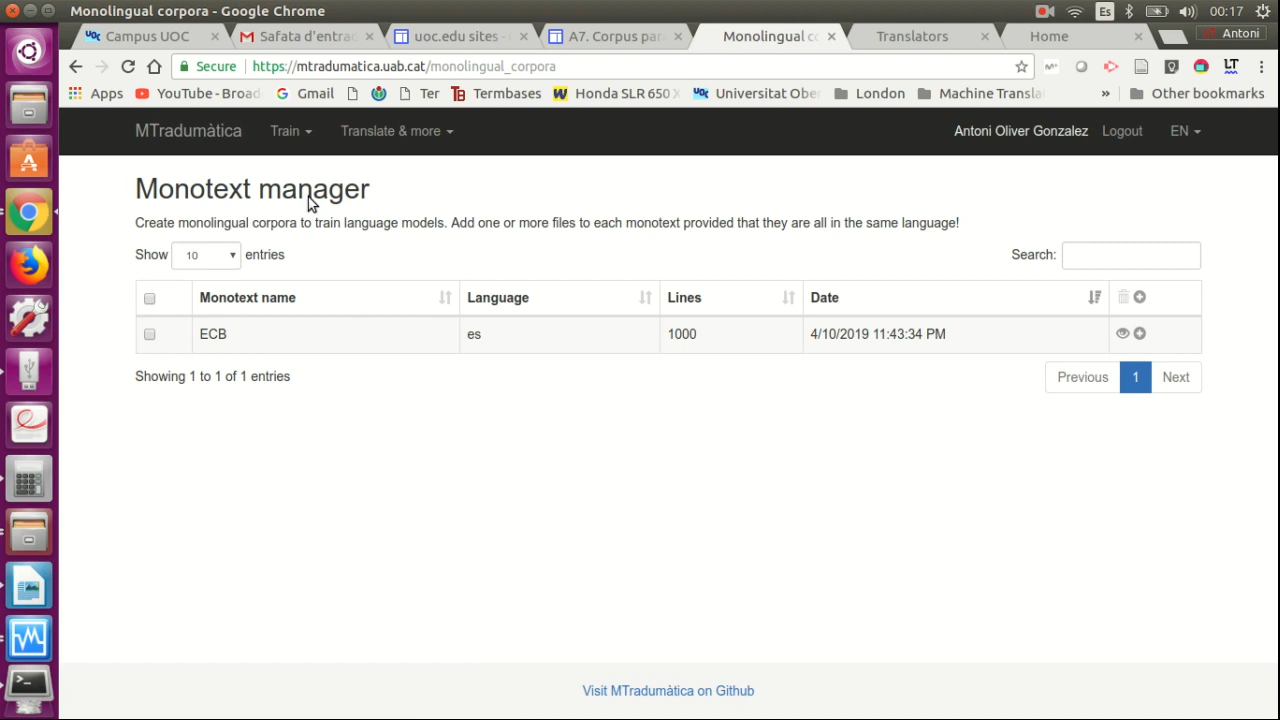 Monolingual corpora - Google Chrome
Es
00:17
Campus UOC
Safata d'entra
uoc.edu sites -
A7. Corpus par
Monolingual co
Translators
Home
Antoni
Secure
https://mtradumatica.uab.cat/monolingual_corpora
LT
Apps
YouTube - Broad
Gmail
Ter
Termbases
Honda SLR 650
Universitat Ober
London
Machine Transla
»
Other bookmarks
MTradumàtica
Train
Translate & more
Antoni Oliver Gonzalez
Logout
EN
Monotext manager
Create monolingual corpora to train language models. Add one or more files to each monotext provided that they are all in the same language!
Show 10 entries
Search:
Monotext name Language Lines Date
ECB es 1000 4/10/2019 11:43:34 PM
Showing 1 to 1 of 1 entries
Previous 1 Next
Visit MTradumàtica on Github